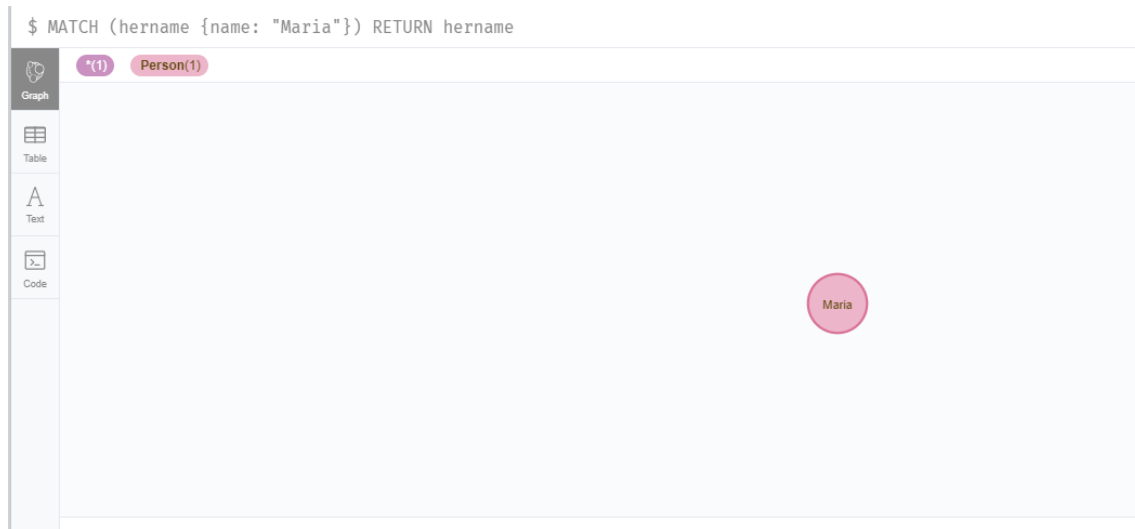 $ MATCH (hername {name: "Maria"}) RETURN hername
*(1) Person(1)
Graph
Table
A
Text
>_
Code
Maria